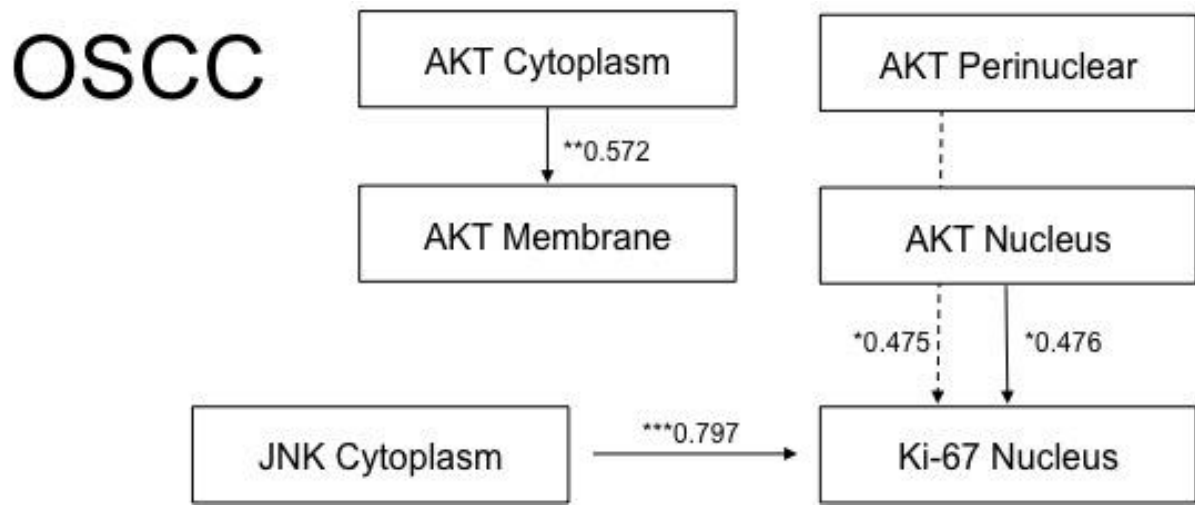 OSCC
AKT Cytoplasm
AKT Perinuclear
**0.572
AKT Membrane
AKT Nucleus
*0.475
*0.476
JNK Cytoplasm
***0.797
Ki-67 Nucleus